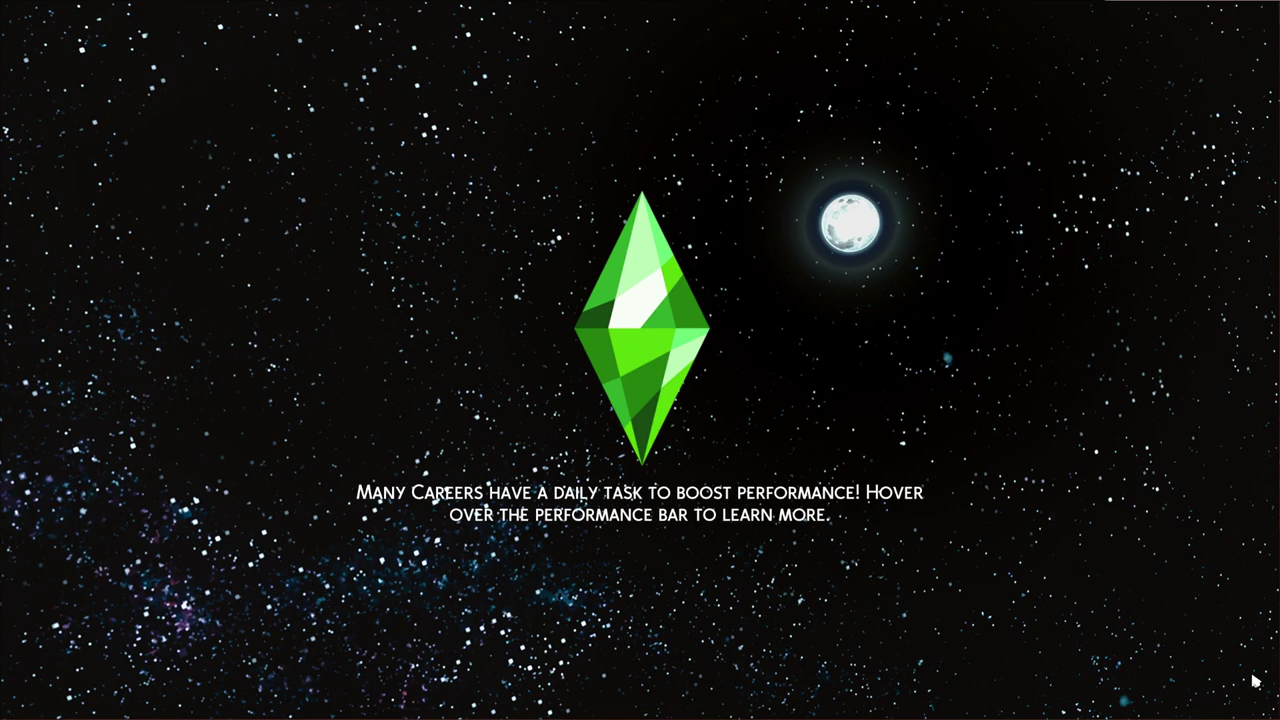 Many Careers have a daily task to boost performance! Hover
over the performance bar to learn more.